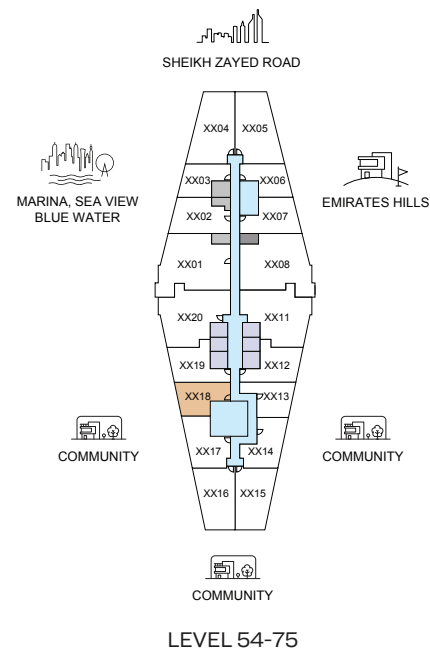 SHEIKH ZAYED ROAD
XX04 XX05
XX03 XX06
MARINA, SEA VIEW
BLUE WATER
EMIRATES HILLS
XX02 XX07
XX01 XX08
XX20 XX11
XX19 XX12
XX18 XX13
COMMUNITY
XX17 XX14
COMMUNITY
XX16 XX15
COMMUNITY
LEVEL 54-75